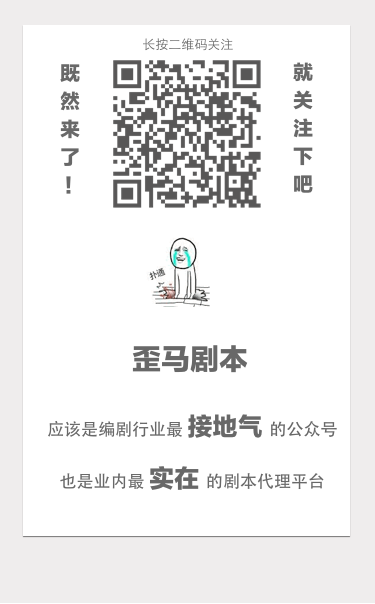 长按二维码关注
既然来了！
就关注下吧
扑通
歪马剧本
应该是编剧行业最 接地气 的公众号
也是业内最 实在 的剧本代理平台